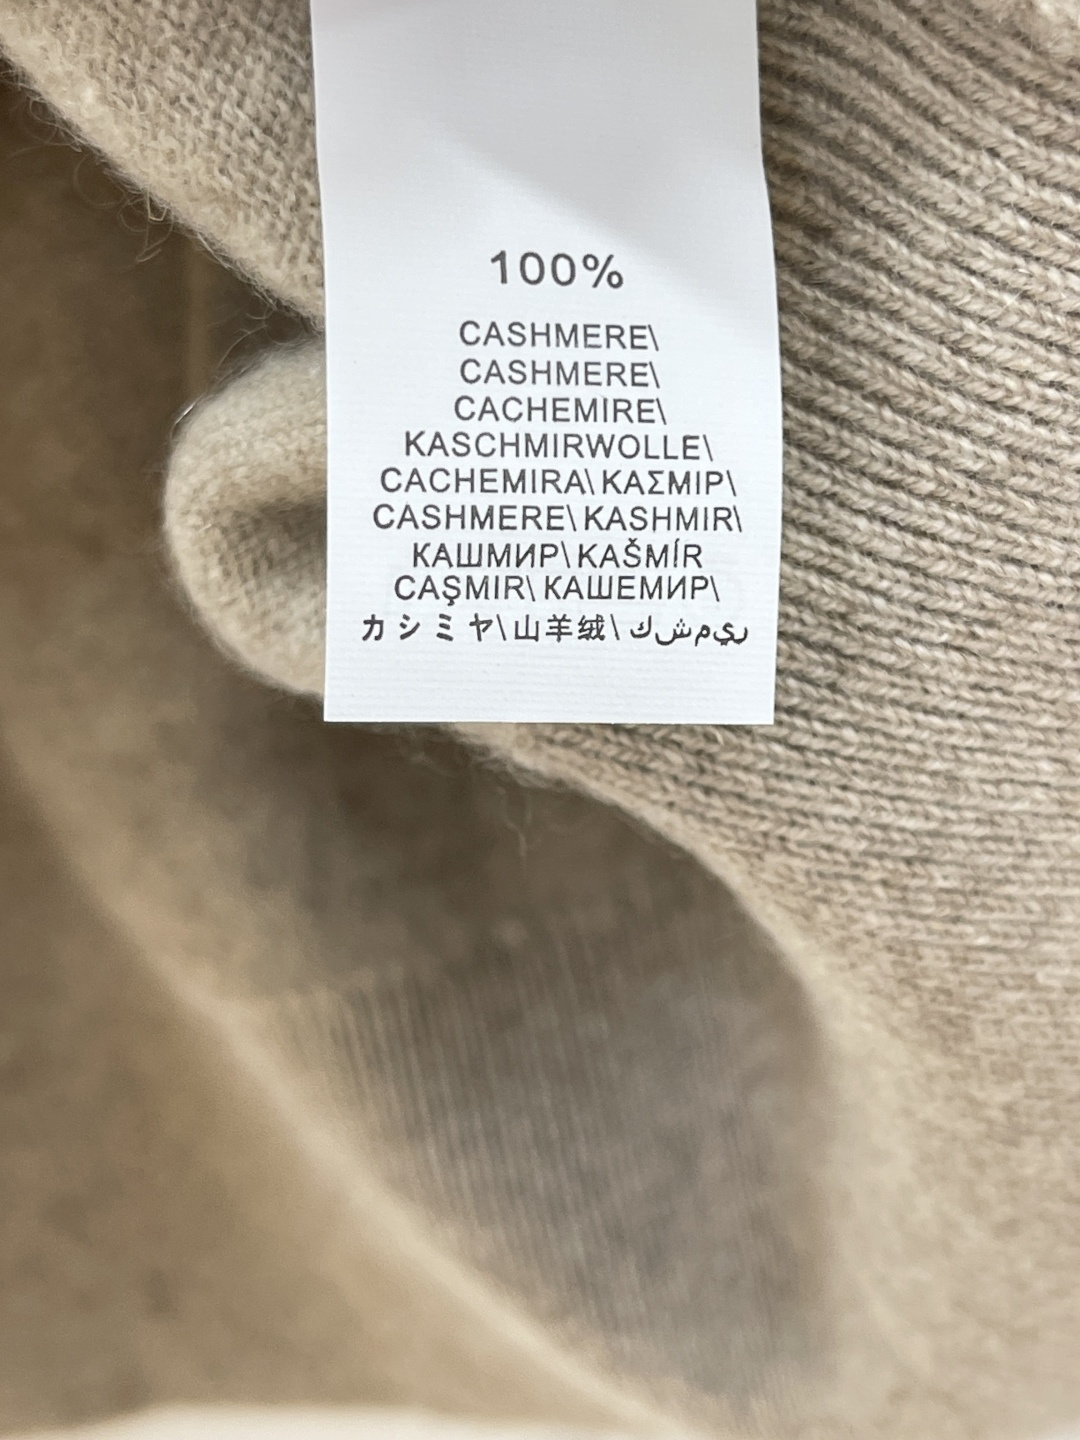 100%
CASHMERE\
CASHMERE\
CACHEMIRE\
KASCHMIRWOLLE\
CACHEMIRA\ ΚΑΣΜΙΡ\
CASHMERE\ KASHMIR\
КАШМИР\ KAŠMÍR
CAŞMIR\ КАШЕМИР\
カシミヤ\山羊绒\ ك‍ش‍م‍ي‍ر